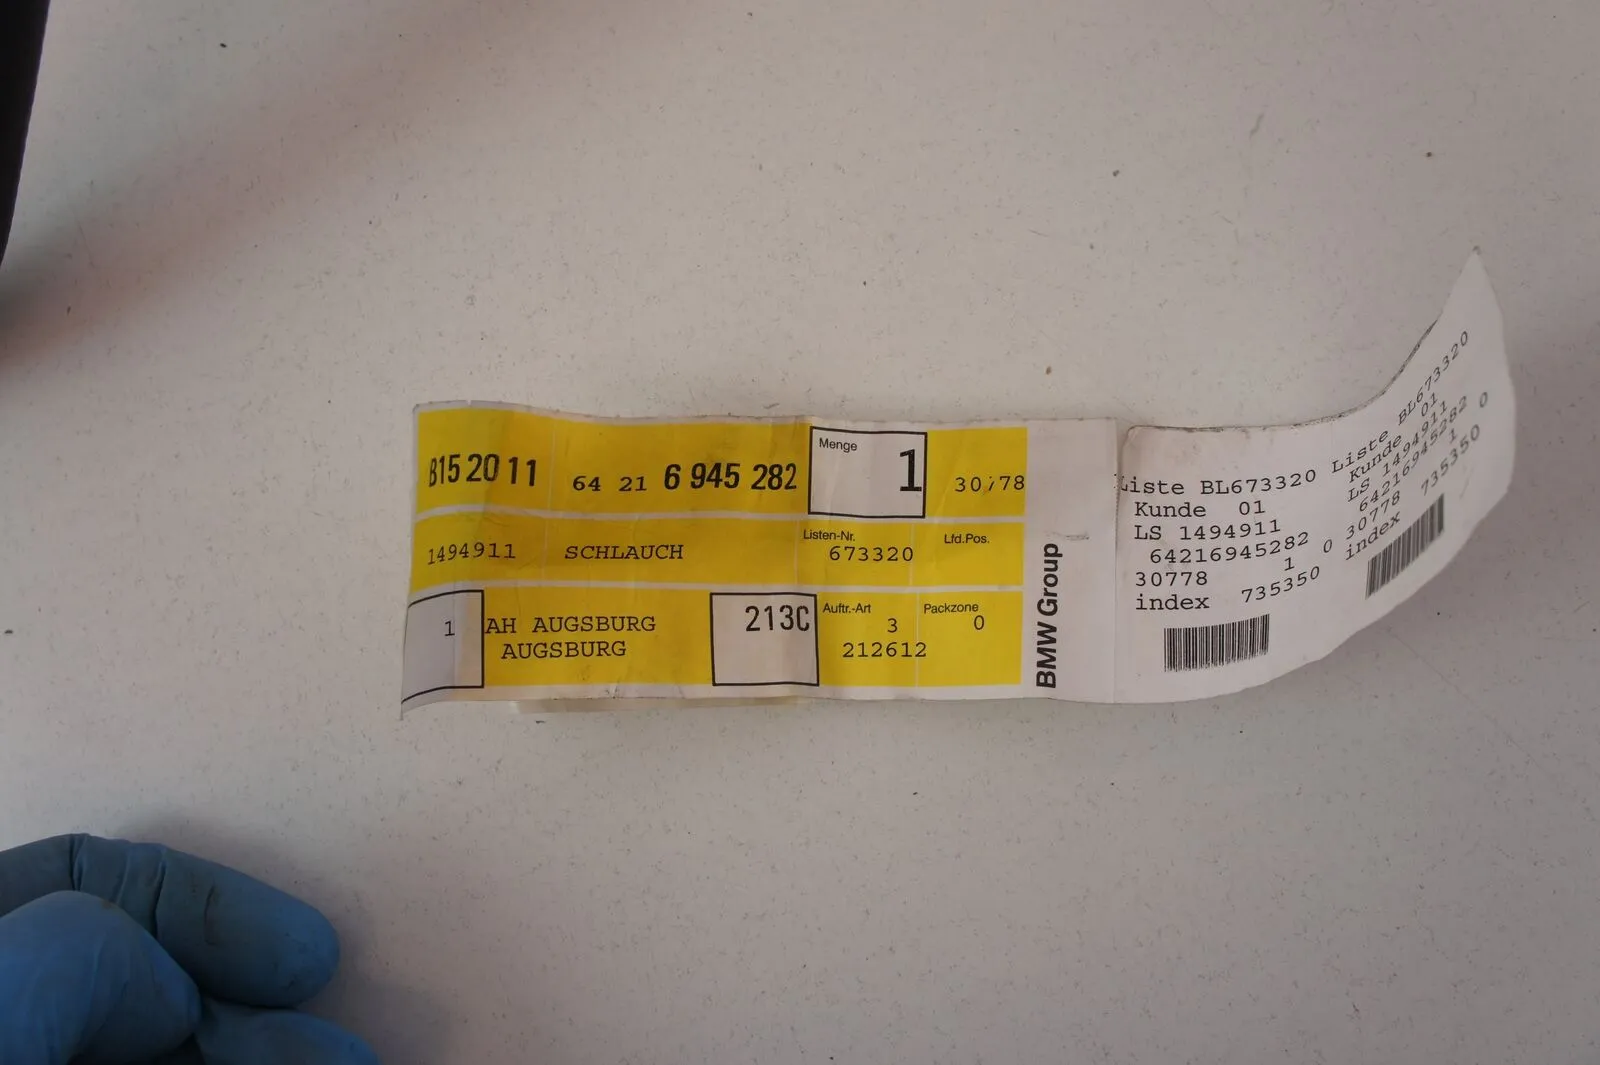 B15 20 11 64 21 6 945 282 Menge 1 30778
1494911 SCHLAUCH Listen-Nr. 673320 Lfd.Pos.
1 AH AUGSBURG 213C Auftr.-Art 3 Packzone 0
AUGSBURG 212612
BMW Group
Liste BL673320
Kunde 01
LS 1494911
64216945282 0
30778 1
index 735350
Liste BL673320
Kunde 01
LS 1494911
64216945282 0
30778 1
index 735350